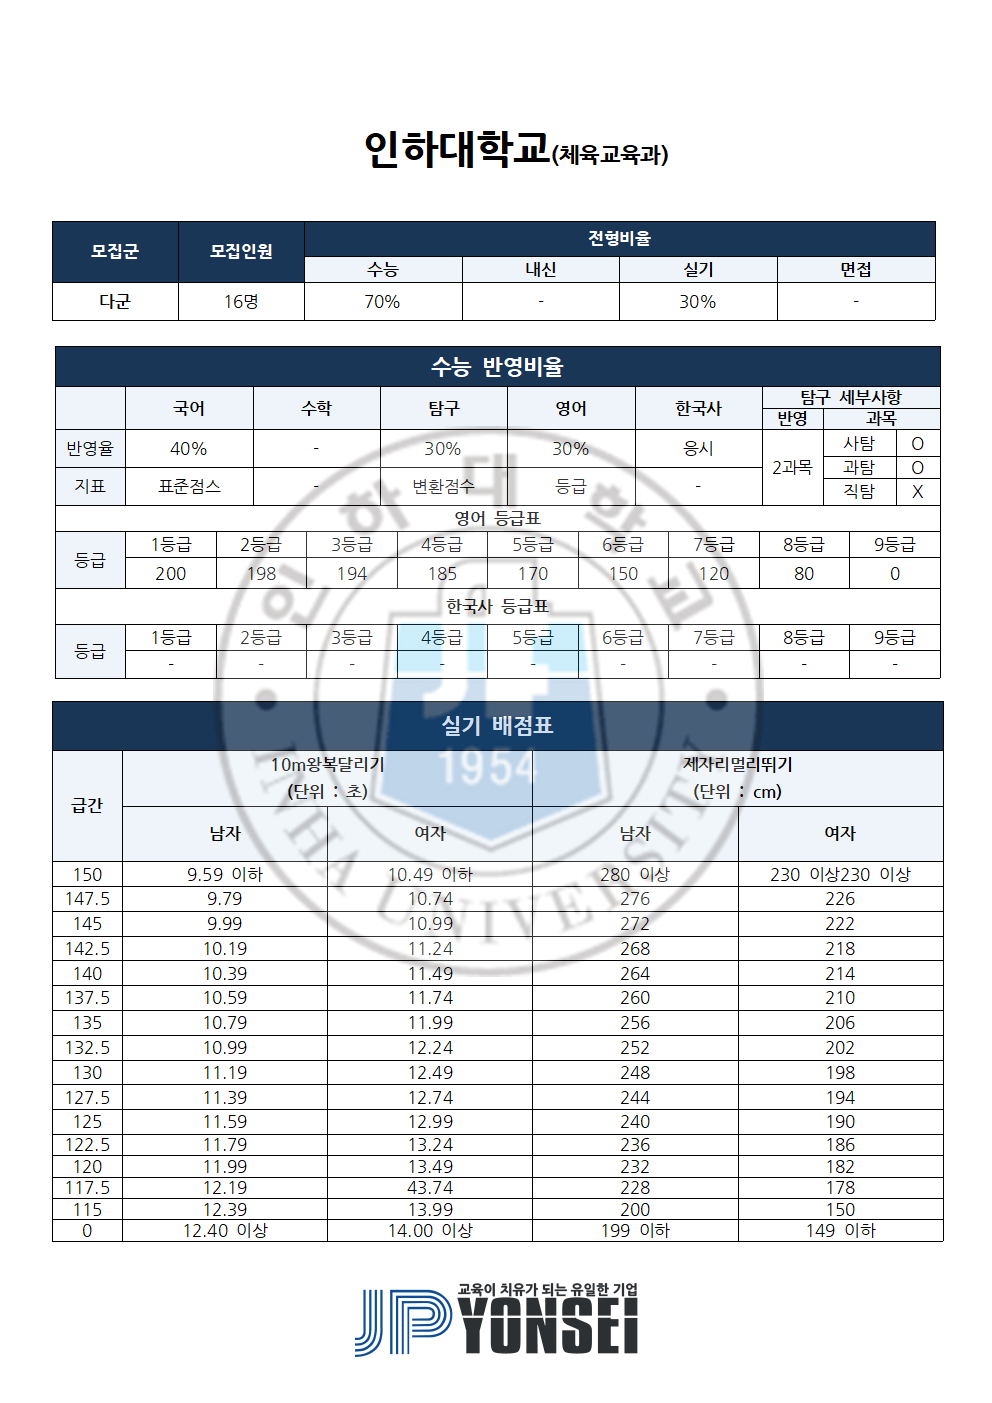 인하대학교(체육교육과)
모집군 모집인원 전형비율
수능 내신 실기 면접
다군 16명 70% - 30% -
수능 반영비율
국어 수학 탐구 영어 한국사 탐구 세부사항
반영 과목
반영율 40% - 30% 30% 응시 2과목 사탐 O
과탐 O
지표 표준점스 - 변환점수 등급 - 직탐 X
영어 등급표
등급 1등급 2등급 3등급 4등급 5등급 6등급 7등급 8등급 9등급
200 198 194 185 170 150 120 80 0
한국사 등급표
등급 1등급 2등급 3등급 4등급 5등급 6등급 7등급 8등급 9등급
- - - - - - - - -
실기 배점표
급간 10m왕복달리기 제자리멀리뛰기
(단위 : 초) (단위 : cm)
남자 여자 남자 여자
150 9.59 이하 10.49 이하 280 이상 230 이상230 이상
147.5 9.79 10.74 276 226
145 9.99 10.99 272 222
142.5 10.19 11.24 268 218
140 10.39 11.49 264 214
137.5 10.59 11.74 260 210
135 10.79 11.99 256 206
132.5 10.99 12.24 252 202
130 11.19 12.49 248 198
127.5 11.39 12.74 244 194
125 11.59 12.99 240 190
122.5 11.79 13.24 236 186
120 11.99 13.49 232 182
117.5 12.19 43.74 228 178
115 12.39 13.99 200 150
0 12.40 이상 14.00 이상 199 이하 149 이하
인하대학교
1954
INHA UNIVERSITY
교육이 치유가 되는 유일한 기업
JP YONSEI